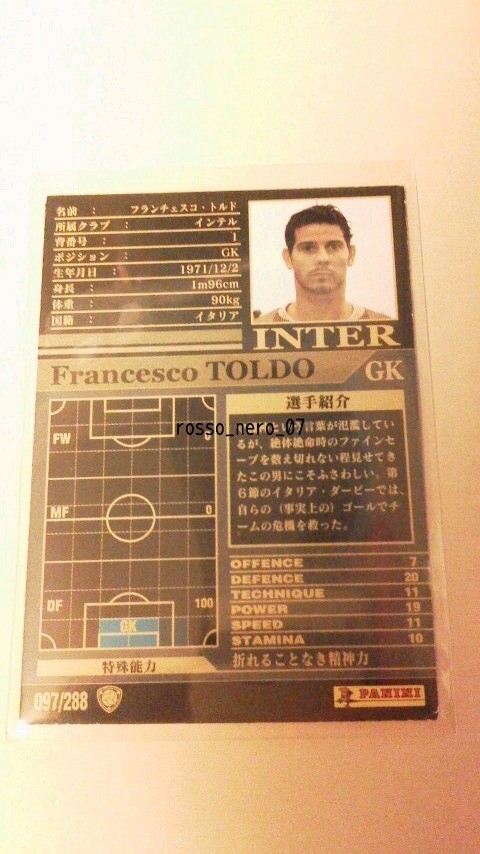 名前 : フランチェスコ・トルド
所属クラブ : インテル
背番号 : 1
ポジション : GK
生年月日 : 1971/12/2
身長 : 1m96cm
体重 : 90kg
国籍 : イタリア
INTER
Francesco TOLDO GK
選手紹介
rosso_nero_07
言葉が氾濫してい
るが、絶体絶命時のファインセ
ーブを数え切れない程見せてき
たこの男にこそふさわしい。第
6節のイタリア・ダービーでは、
自らの(事実上の)ゴールでチ
ームの危機を救った。
FW
MF 0
DF 100
GK
OFFENCE 7
DEFENCE 20
TECHNIQUE 11
POWER 19
SPEED 11
STAMINA 10
特殊能力 折れることなき精神力
097/288
PANINI